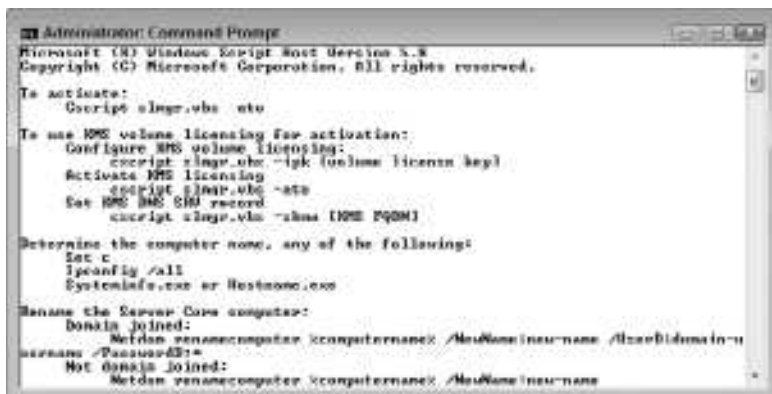 Administrator: Command Prompt
Microsoft (R) Windows Script Host Version 5.8
Copyright (C) Microsoft Corporation. All rights reserved.
To activate:
Cscript slmgr.vbs -ato
To use KMS volume licensing for activation:
Configure KMS volume licensing:
cscript slmgr.vbs -ipk [volume license key]
Activate KMS licensing
cscript slmgr.vbs -ato
Set KMS DNS SRV record
cscript slmgr.vbs -skma [KMS FQDN]
Determine the computer name, any of the following:
Set c
Ipconfig /all
Systeminfo.exe or Hostname.exe
Rename the Server Core computer:
Domain joined:
Netdom renamecomputer %computername% /NewName:new-name /UserD:domain-u
sername /PasswordD:*
Not domain joined:
Netdom renamecomputer %computername% /NewName:new-name